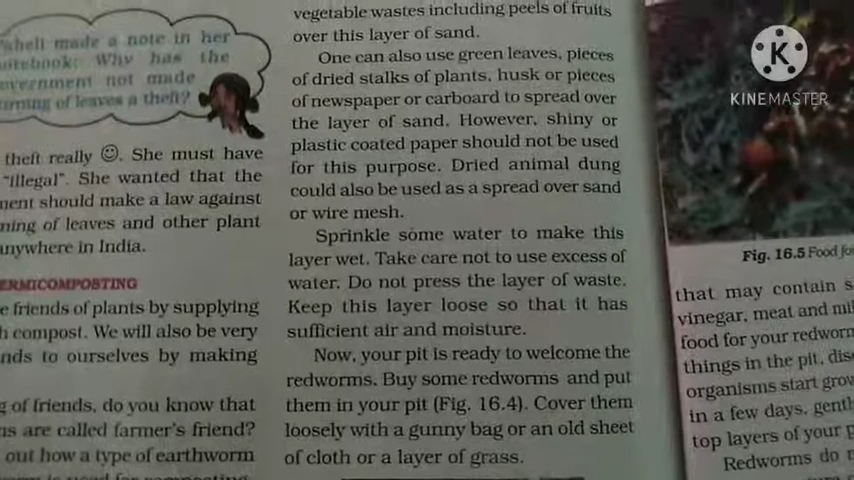 shell made a note in her
notebook: Why has the
government not made
burning of leaves a theft?
theft really ☺. She must have
"illegal". She wanted that the
ment should make a law against
ning of leaves and other plant
anywhere in India.
ERMICOMPOSTING
e friends of plants by supplying
h compost. We will also be very
nds to ourselves by making
g of friends, do you know that
ns are called farmer's friend?
out how a type of earthworm
vegetable wastes including peels of fruits
over this layer of sand.
One can also use green leaves, pieces
of dried stalks of plants, husk or pieces
of newspaper or carboard to spread over
the layer of sand. However, shiny or
plastic coated paper should not be used
for this purpose. Dried animal dung
could also be used as a spread over sand
or wire mesh.
Sprinkle some water to make this
layer wet. Take care not to use excess of
water. Do not press the layer of waste.
Keep this layer loose so that it has
sufficient air and moisture.
Now, your pit is ready to welcome the
redworms. Buy some redworms and put
them in your pit (Fig. 16.4). Cover them
loosely with a gunny bag or an old sheet
of cloth or a layer of grass.
KINEMASTER
Fig. 16.5 Food fo
that may contain s
vinegar, meat and mil
food for your redworm
things in the pit, dis
organisms start grow
in a few days, gentl
top layers of your p
Redworms do n